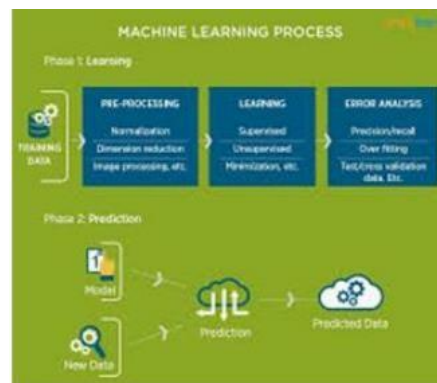 MACHINE LEARNING PROCESS
Phase 1: Learning
TRAINING
DATA
PRE-PROCESSING
Normalization
Dimension reduction
Image processing, etc.
LEARNING
Supervised
Unsupervised
Minimization, etc.
ERROR ANALYSIS
Precision/recall
Over fitting
Test/cross validation
data, Etc.
Phase 2: Prediction
Model
New Data
Prediction
Predicted Data